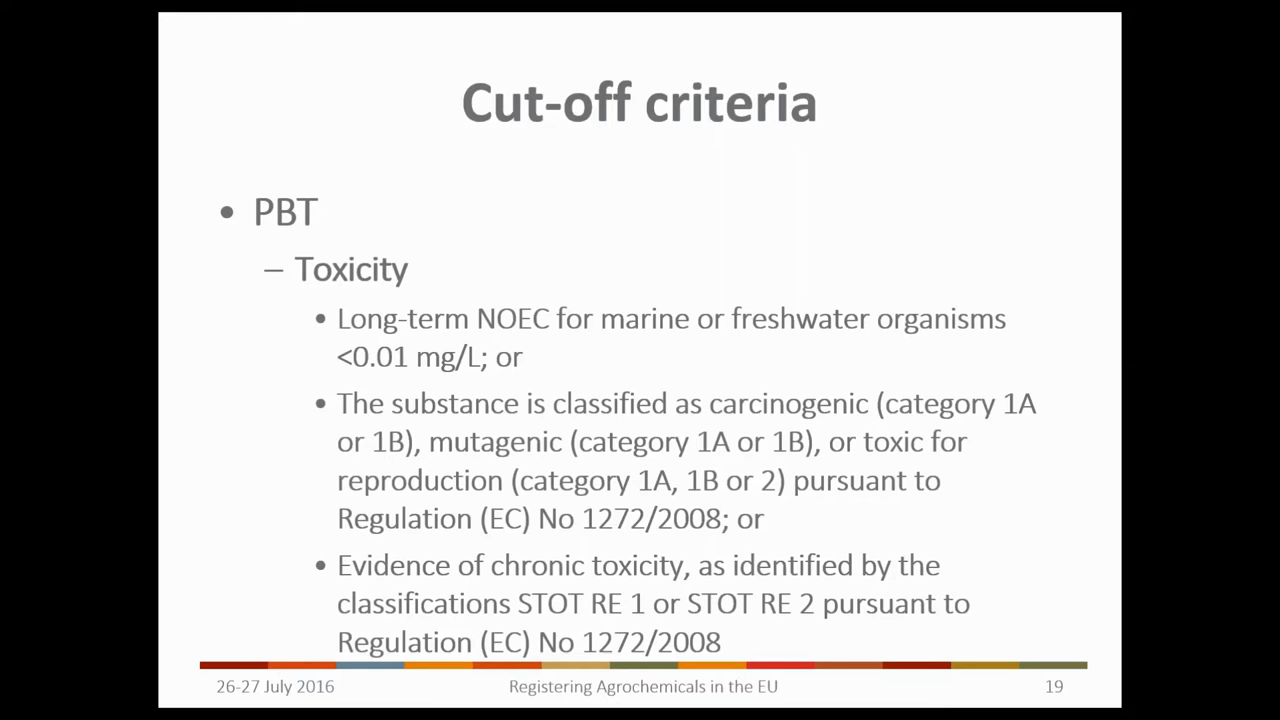 Cut-off criteria
• PBT
– Toxicity
• Long-term NOEC for marine or freshwater organisms
<0.01 mg/L; or
• The substance is classified as carcinogenic (category 1A
or 1B), mutagenic (category 1A or 1B), or toxic for
reproduction (category 1A, 1B or 2) pursuant to
Regulation (EC) No 1272/2008; or
• Evidence of chronic toxicity, as identified by the
classifications STOT RE 1 or STOT RE 2 pursuant to
Regulation (EC) No 1272/2008
26-27 July 2016 Registering Agrochemicals in the EU 19